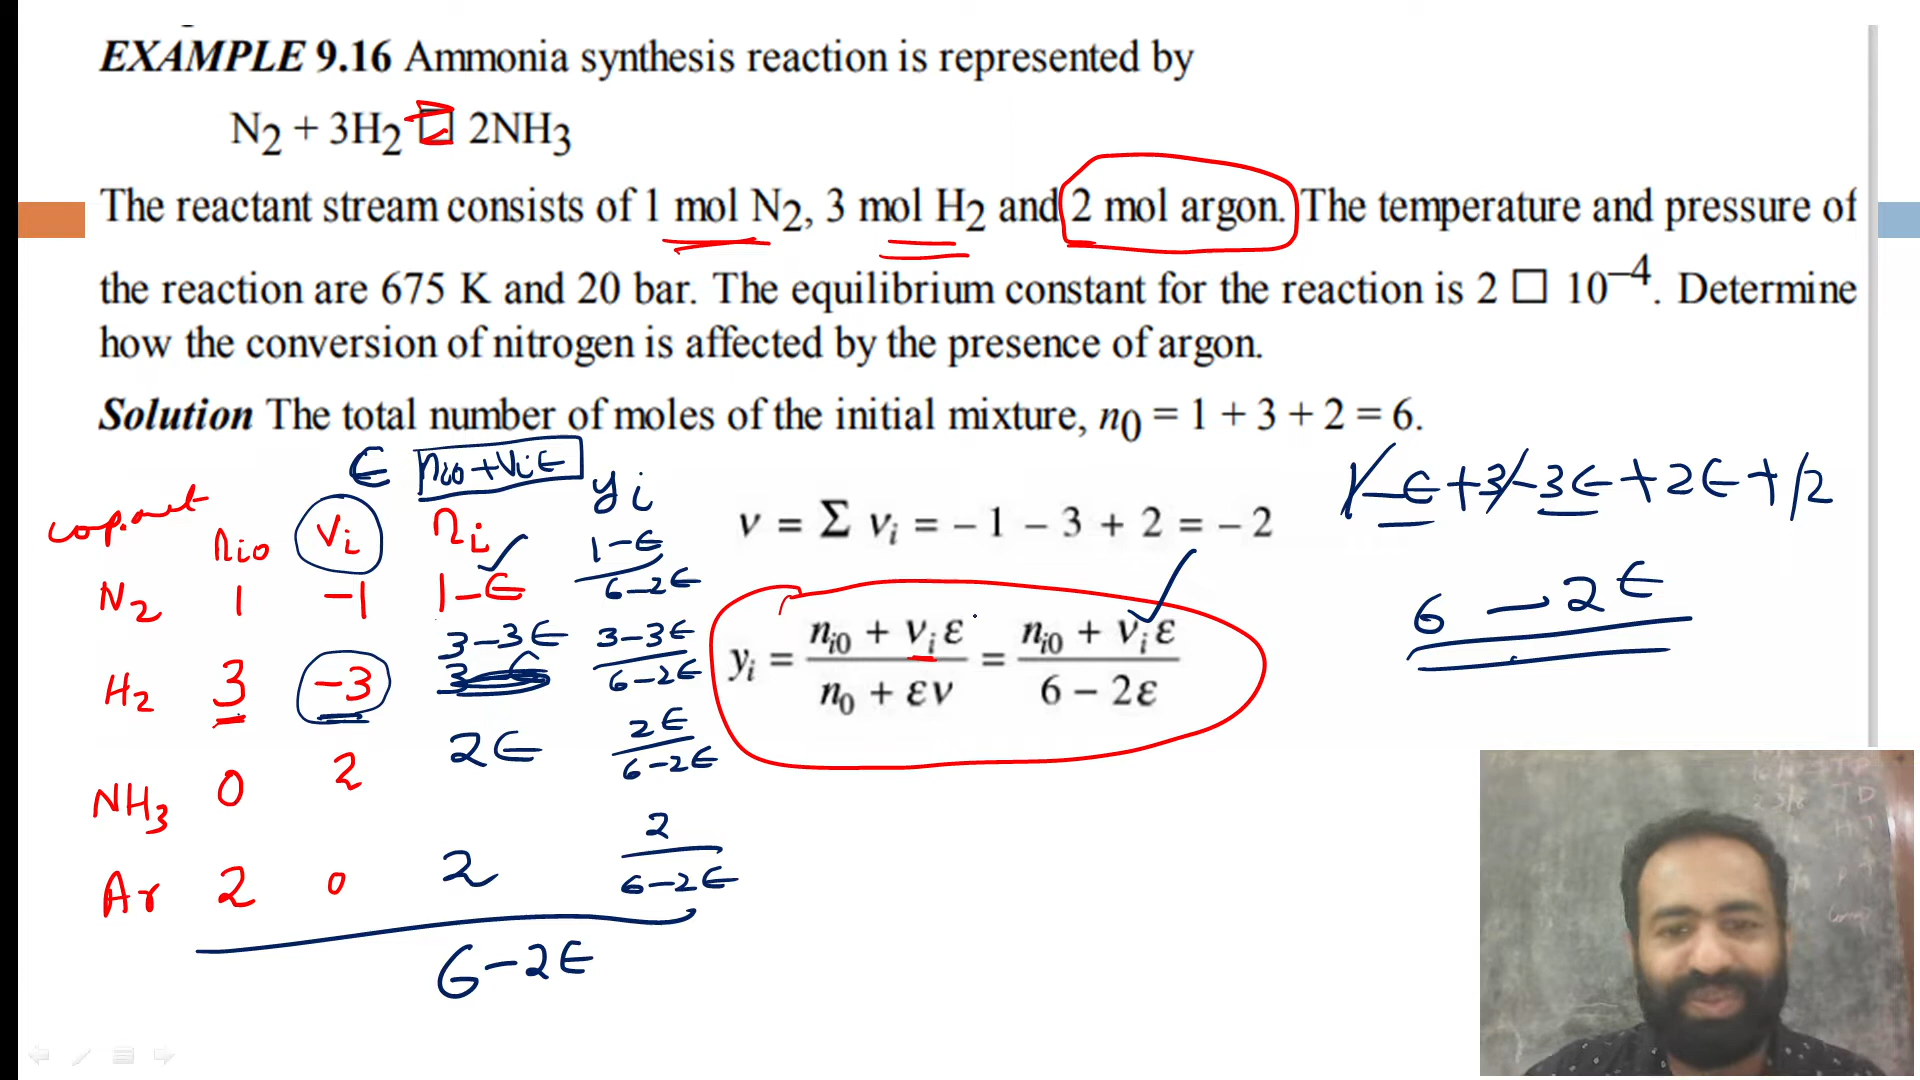 EXAMPLE 9.16 Ammonia synthesis reaction is represented by
N2 + 3H2 □ 2NH3
The reactant stream consists of 1 mol N2, 3 mol H2 and 2 mol argon. The temperature and pressure of
the reaction are 675 K and 20 bar. The equilibrium constant for the reaction is 2 □ 10–4. Determine
how the conversion of nitrogen is affected by the presence of argon.
Solution The total number of moles of the initial mixture, n0 = 1 + 3 + 2 = 6.
ν = Σ νi = – 1 – 3 + 2 = – 2
yi = (ni0 + νiε)/(n0 + εν) = (ni0 + νiε)/(6 – 2ε)
∈ nio+νi∈
nio νi ni yi
N2 1 -1 1-∈ (1-∈)/(6-2∈)
H2 3 -3 3-3∈ (3-3∈)/(6-2∈)
NH3 0 2 2∈ 2∈/(6-2∈)
Ar 2 0 2 2/(6-2∈)
6-2∈
1-∈+3-3∈+2∈+2
6-2∈